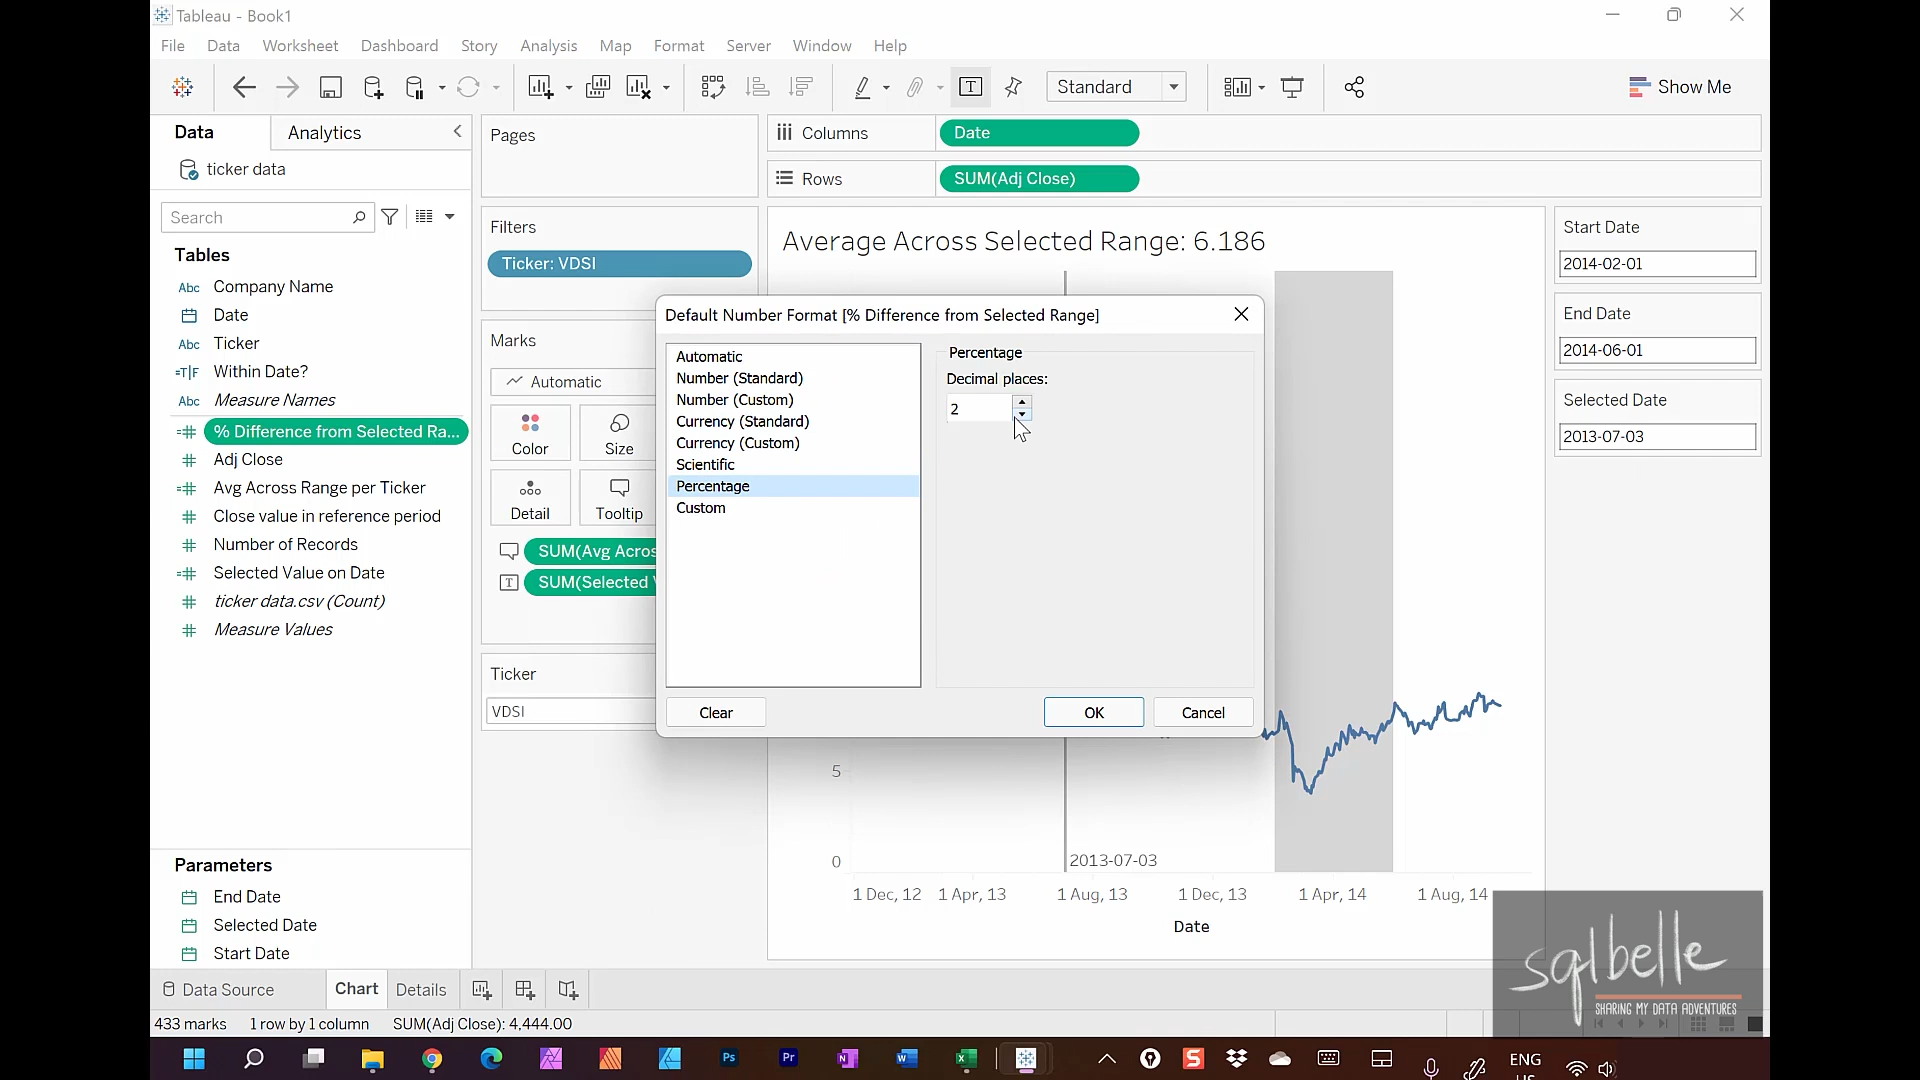 Tableau - Book1
File Data Worksheet Dashboard Story Analysis Map Format Server Window Help
Standard
Show Me
Data Analytics
ticker data
Search
Tables
Abc Company Name
Date
Abc Ticker
=T|F Within Date?
Abc Measure Names
% Difference from Selected Ra...
Adj Close
Avg Across Range per Ticker
Close value in reference period
Number of Records
Selected Value on Date
ticker data.csv (Count)
Measure Values
Parameters
End Date
Selected Date
Start Date
Pages
Filters
Ticker: VDSI
Marks
Automatic
Color Size
Detail Tooltip
SUM(Avg Acros
SUM(Selected V
Ticker
VDSI
Columns Date
Rows SUM(Adj Close)
Average Across Selected Range: 6.186
Default Number Format [% Difference from Selected Range]
Automatic
Number (Standard)
Number (Custom)
Currency (Standard)
Currency (Custom)
Scientific
Percentage
Custom
Percentage
Decimal places:
2
Clear OK Cancel
5
0
2013-07-03
1 Dec, 12 1 Apr, 13 1 Aug, 13 1 Dec, 13 1 Apr, 14 1 Aug, 14
Date
Start Date
2014-02-01
End Date
2014-06-01
Selected Date
2013-07-03
sqlbelle
SHARING MY DATA ADVENTURES
Data Source Chart Details
433 marks 1 row by 1 column SUM(Adj Close): 4,444.00
Ps Pr N W X S ENG
US